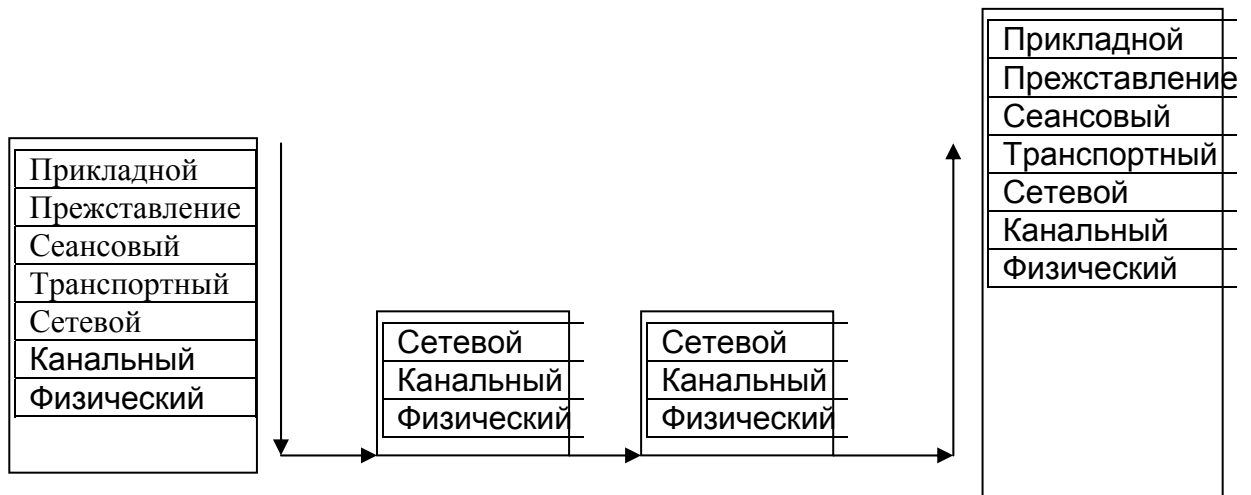 Прикладной
Прежставление
Сеансовый
Транспортный
Сетевой
Канальный
Физический
Сетевой
Канальный
Физический
Сетевой
Канальный
Физический
Прикладной
Прежставление
Сеансовый
Транспортный
Сетевой
Канальный
Физический